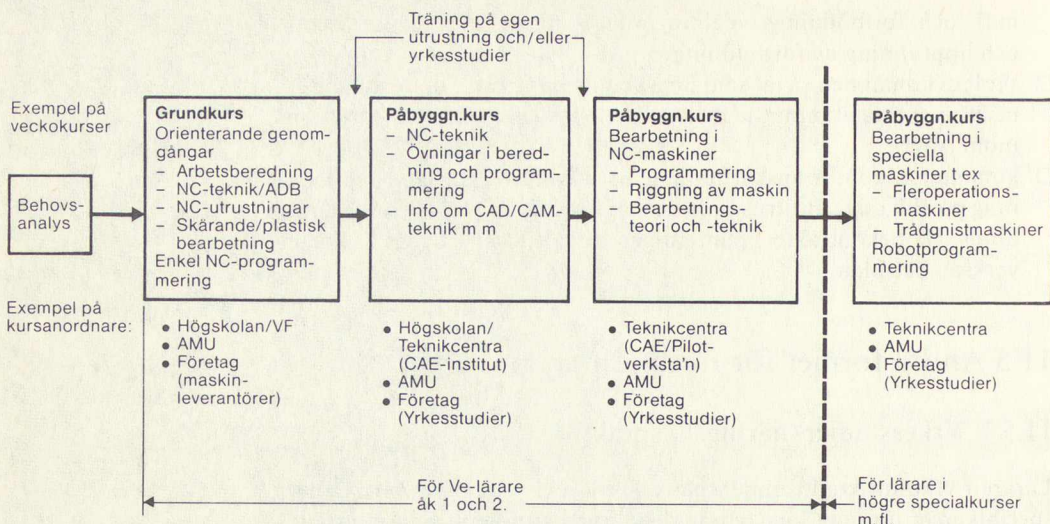 Träning på egen
utrustning och/eller
yrkesstudier
Exempel på
veckokurser
Behovs-
analys
Grundkurs
Orienterande genom-
gångar
– Arbetsberedning
– NC-teknik/ADB
– NC-utrustningar
– Skärande/plastisk
bearbetning
Enkel NC-program-
mering
Påbyggn.kurs
– NC-teknik
– Övningar i bered-
ning och program-
mering
– Info om CAD/CAM-
teknik m m
Påbyggn.kurs
Bearbetning i
NC-maskiner
– Programmering
– Riggning av maskin
– Bearbetnings-
teori och -teknik
Påbyggn.kurs
Bearbetning i
speciella
maskiner t ex
– Fleroperations-
maskiner
– Trådgnistmaskiner
Robotprogram-
mering
Exempel på
kursanordnare:
• Högskolan/VF
• AMU
• Företag
(maskin-
leverantörer)
• Högskolan/
Teknikcentra
(CAE-institut)
• AMU
• Företag
(Yrkesstudier)
• Teknikcentra
(CAE/Pilot-
verksta'n)
• AMU
• Företag
(Yrkesstudier)
• Teknikcentra
• AMU
• Företag
(Yrkesstudier)
För Ve-lärare
åk 1 och 2.
För lärare i
högre specialkurser
m fl